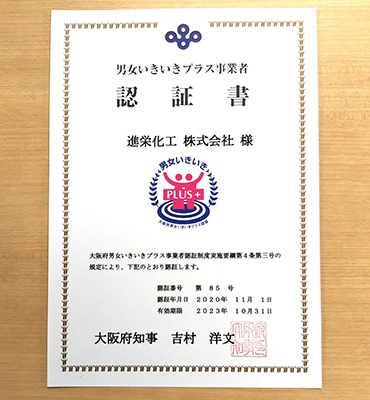 男女いきいきプラス事業者
認証書
進栄化工 株式会社 様
男女いきいき
PLUS+
大阪府男女いきいきプラス事業者認証制度実施要綱第4条第三号の
規定により、下記のとおり認証します。
認証番号 第 85 号
認証年月日 2020年 11月 1日
有効期限 2023年 10月31日
大阪府知事 吉村 洋文